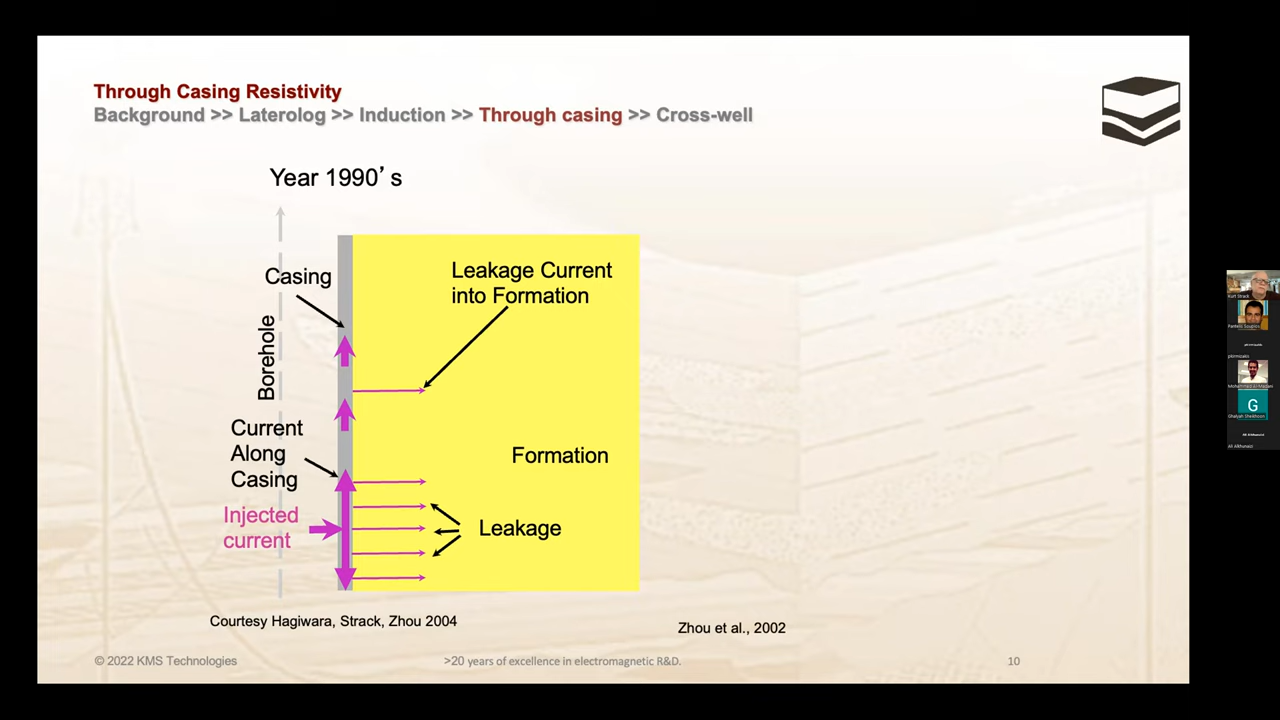 Through Casing Resistivity
Background >> Laterolog >> Induction >> Through casing >> Cross-well
Year 1990's
Casing
Leakage Current
into Formation
Borehole
Current
Along
Casing
Formation
Injected
current
Leakage
Courtesy Hagiwara, Strack, Zhou 2004
Zhou et al., 2002
© 2022 KMS Technologies
>20 years of excellence in electromagnetic R&D.
10
Kurt Strack
G